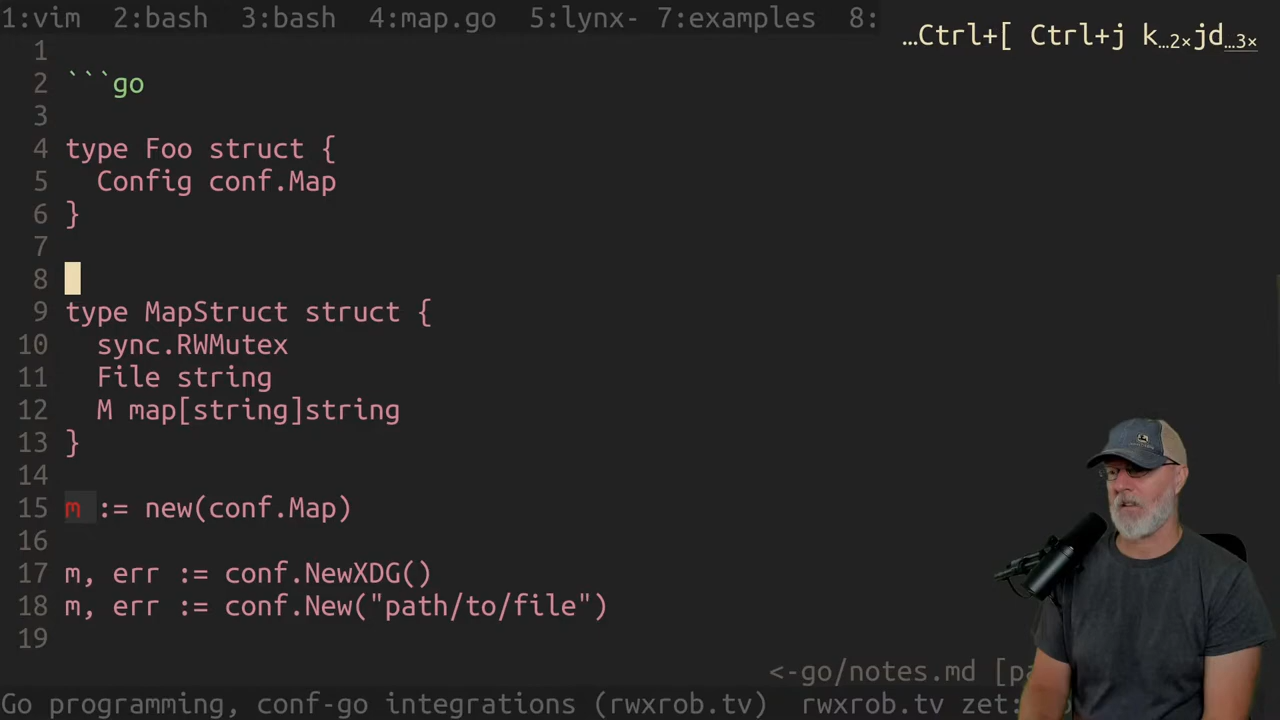 1:vim 2:bash 3:bash 4:map.go 5:lynx- 7:examples 8:
…Ctrl+[ Ctrl+j k…2×jd…3×
1
2 ```go
3
4 type Foo struct {
5 Config conf.Map
6 }
7
8
9 type MapStruct struct {
10 sync.RWMutex
11 File string
12 M map[string]string
13 }
14
15 m := new(conf.Map)
16
17 m, err := conf.NewXDG()
18 m, err := conf.New("path/to/file")
19
<-go/notes.md [pa
Go programming, conf-go integrations (rwxrob.tv) rwxrob.tv zet: